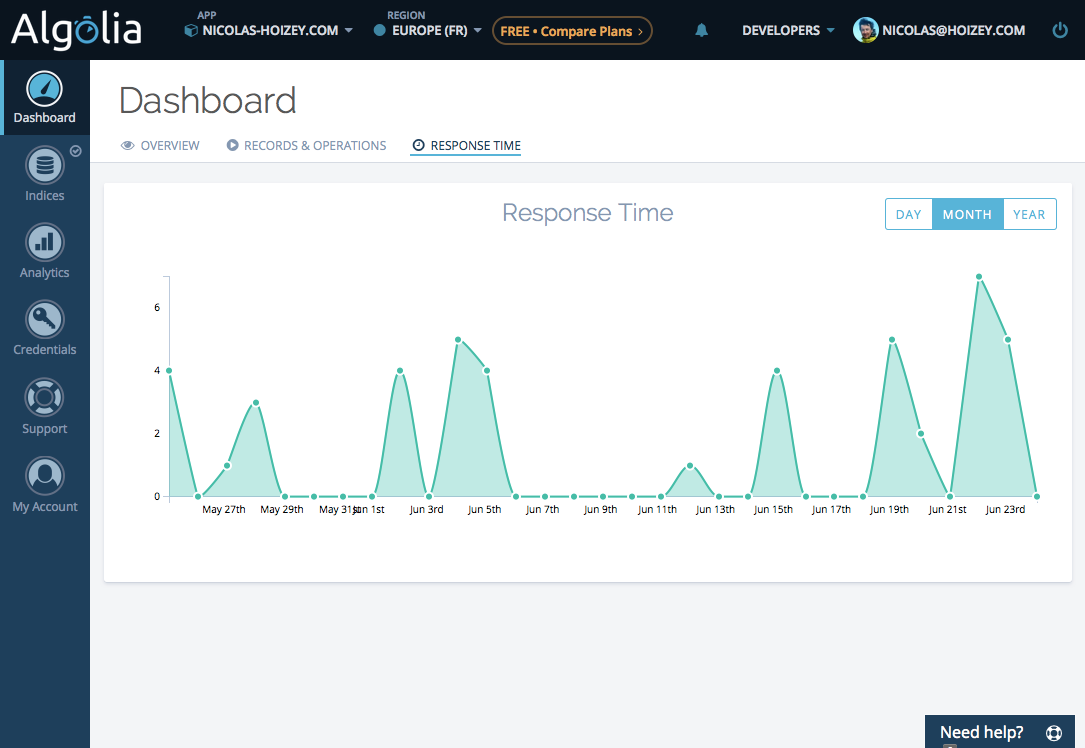 Algolia
APP
NICOLAS-HOIZEY.COM
REGION
EUROPE (FR)
FREE • Compare Plans ›
DEVELOPERS
NICOLAS@HOIZEY.COM
Dashboard
Indices
Analytics
Credentials
Support
My Account
Dashboard
OVERVIEW
RECORDS & OPERATIONS
RESPONSE TIME
Response Time
DAY
MONTH
YEAR
6
4
2
0
May 27th
May 29th
May 31st
Jun 1st
Jun 3rd
Jun 5th
Jun 7th
Jun 9th
Jun 11th
Jun 13th
Jun 15th
Jun 17th
Jun 19th
Jun 21st
Jun 23rd
Need help?